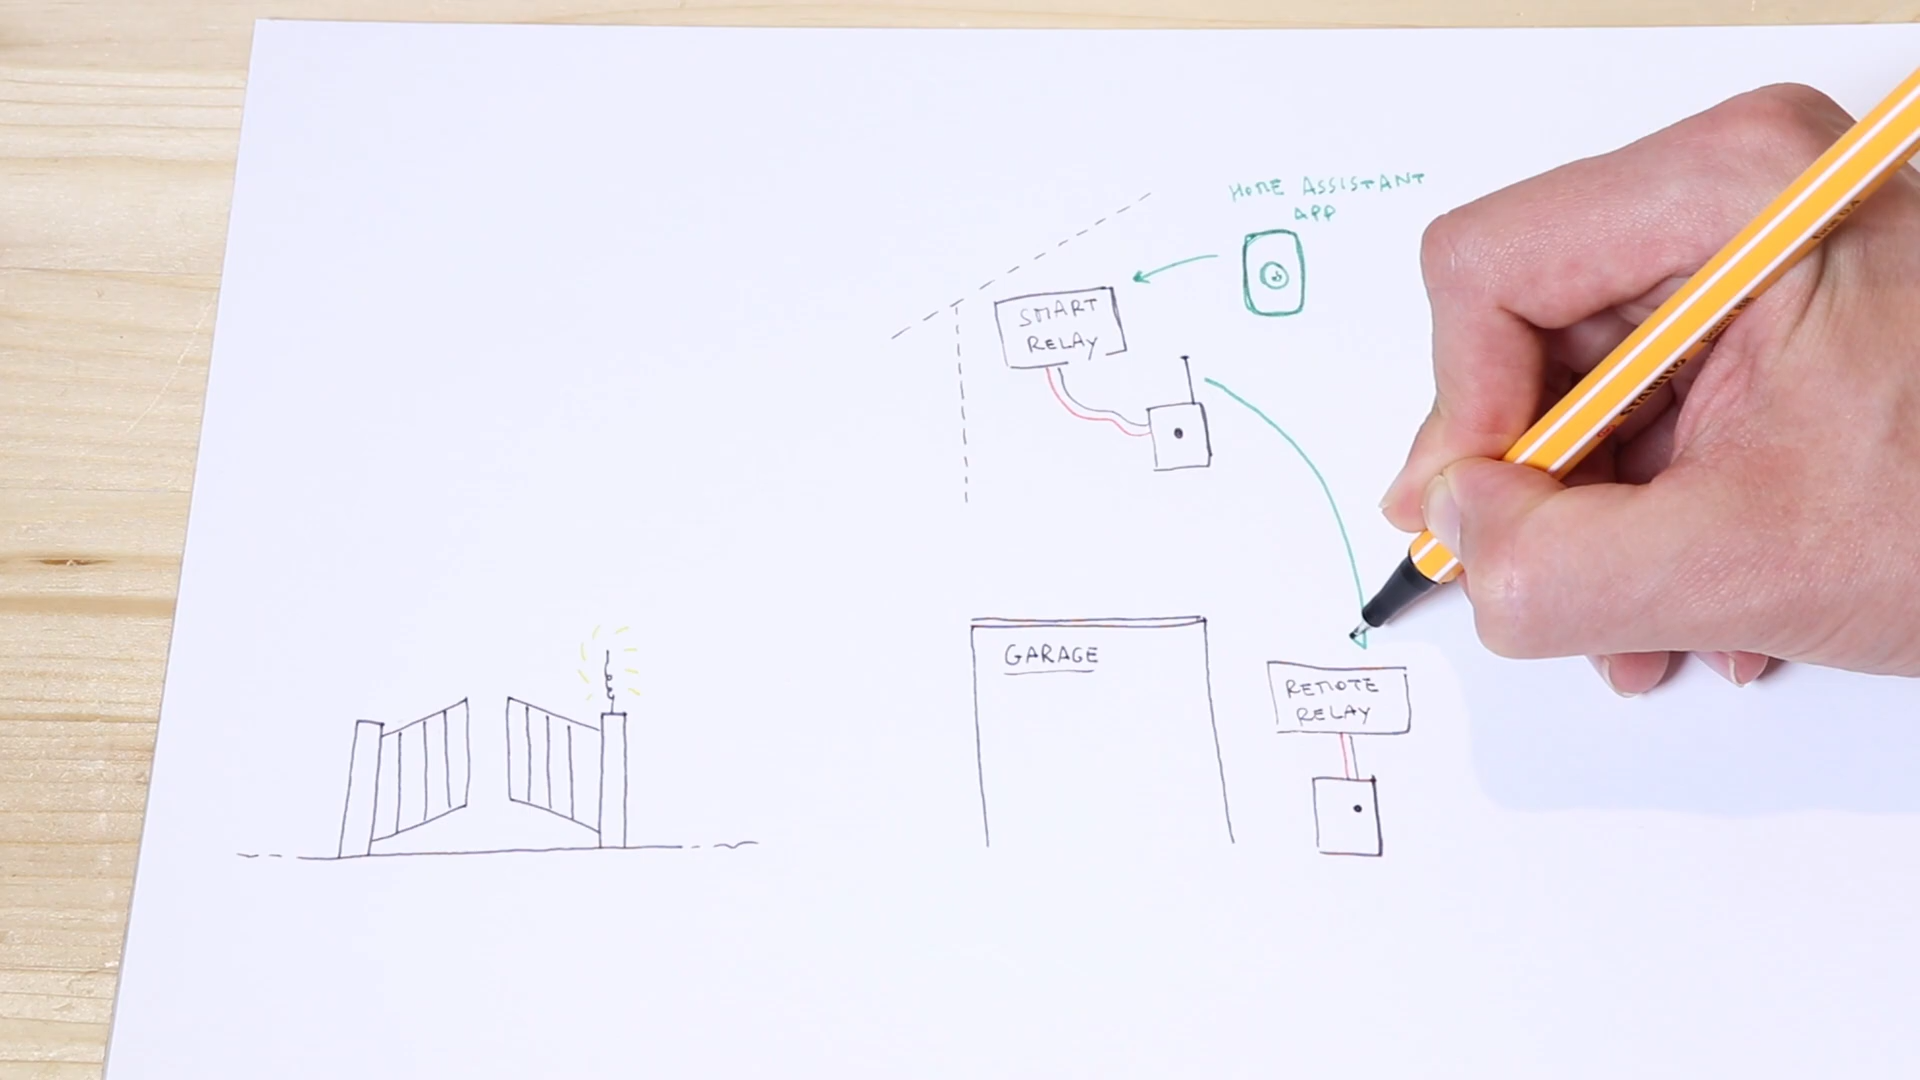 HOME ASSISTANT
APP
SMART
RELAY
GARAGE
REMOTE
RELAY